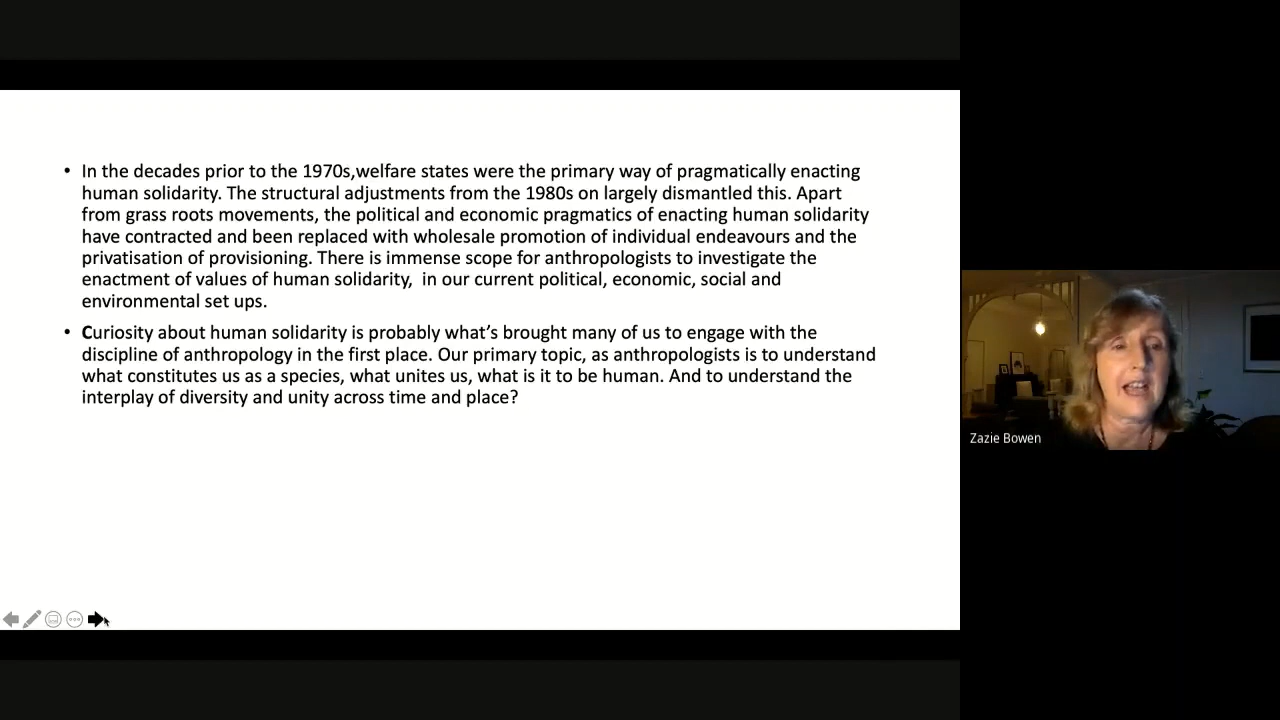 • In the decades prior to the 1970s,welfare states were the primary way of pragmatically enacting
human solidarity. The structural adjustments from the 1980s on largely dismantled this. Apart
from grass roots movements, the political and economic pragmatics of enacting human solidarity
have contracted and been replaced with wholesale promotion of individual endeavours and the
privatisation of provisioning. There is immense scope for anthropologists to investigate the
enactment of values of human solidarity,  in our current political, economic, social and
environmental set ups.
• Curiosity about human solidarity is probably what’s brought many of us to engage with the
discipline of anthropology in the first place. Our primary topic, as anthropologists is to understand
what constitutes us as a species, what unites us, what is it to be human. And to understand the
interplay of diversity and unity across time and place?
Zazie Bowen